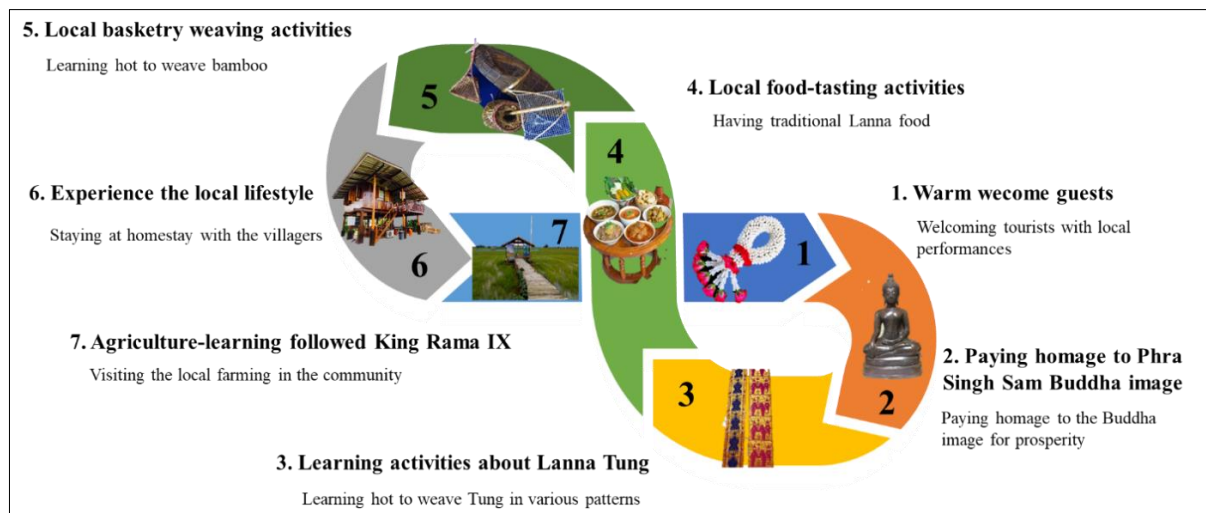 5. Local basketry weaving activities
Learning hot to weave bamboo
4. Local food-tasting activities
Having traditional Lanna food
6. Experience the local lifestyle
Staying at homestay with the villagers
1. Warm wecome guests
Welcoming tourists with local
performances
7. Agriculture-learning followed King Rama IX
Visiting the local farming in the community
2. Paying homage to Phra
Singh Sam Buddha image
Paying homage to the Buddha
image for prosperity
3. Learning activities about Lanna Tung
Learning hot to weave Tung in various patterns
5
4
7
1
6
3
2